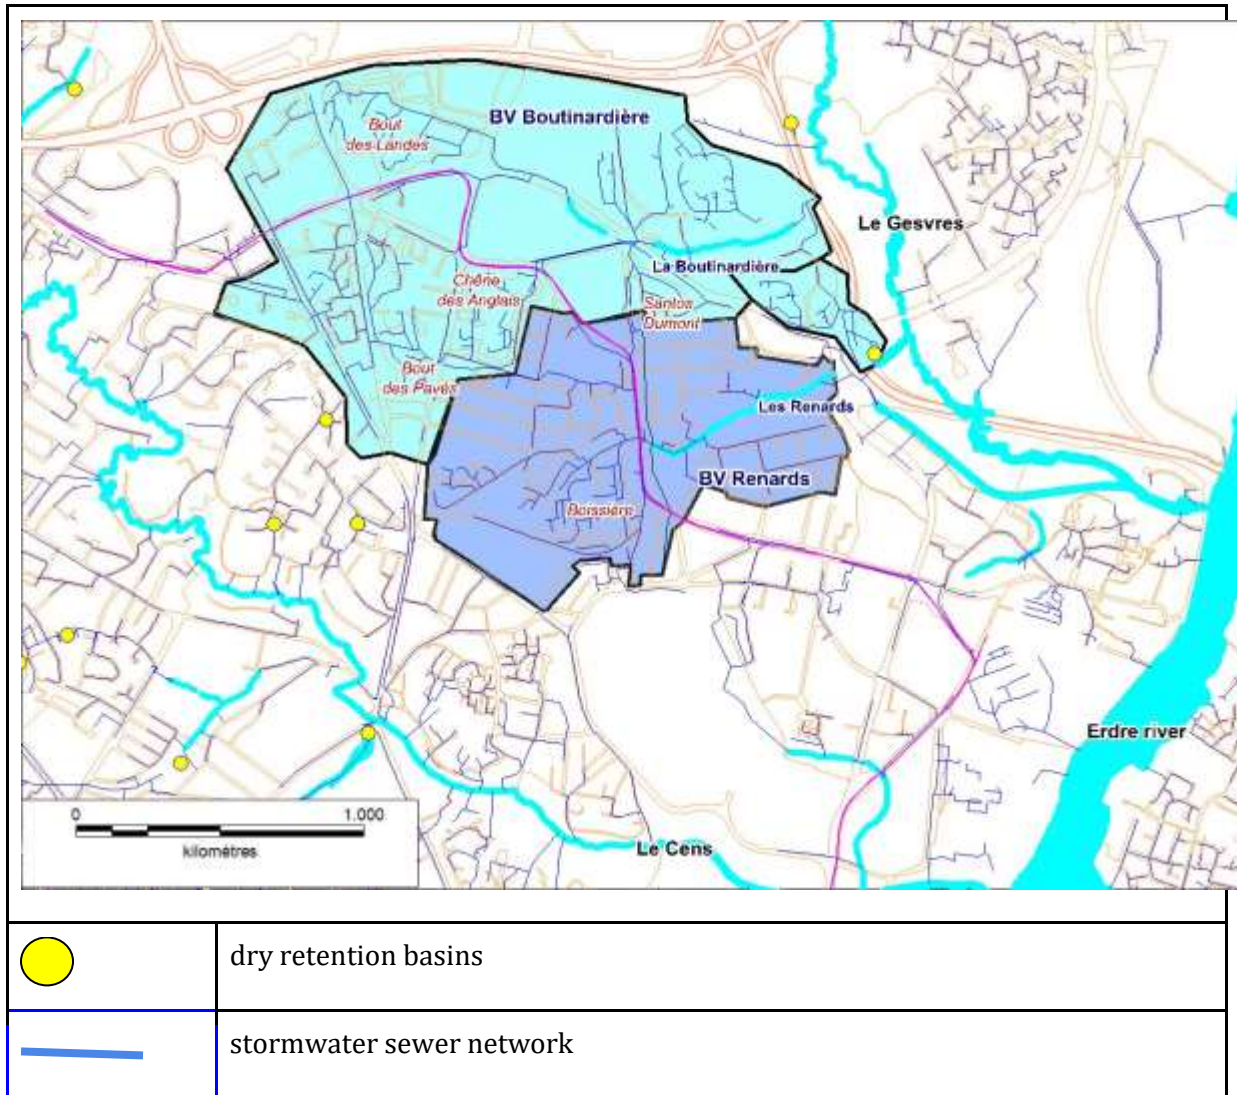 BV Boutinardière
Bout
des Landes
Le Gesvres
La Boutinardière
Chêne
des Anglais
Santos
Dumont
Bout
des Pavés
Les Renards
BV Renards
Boissière
Erdre river
0 1.000
kilomètres
Le Cens
dry retention basins
stormwater sewer network